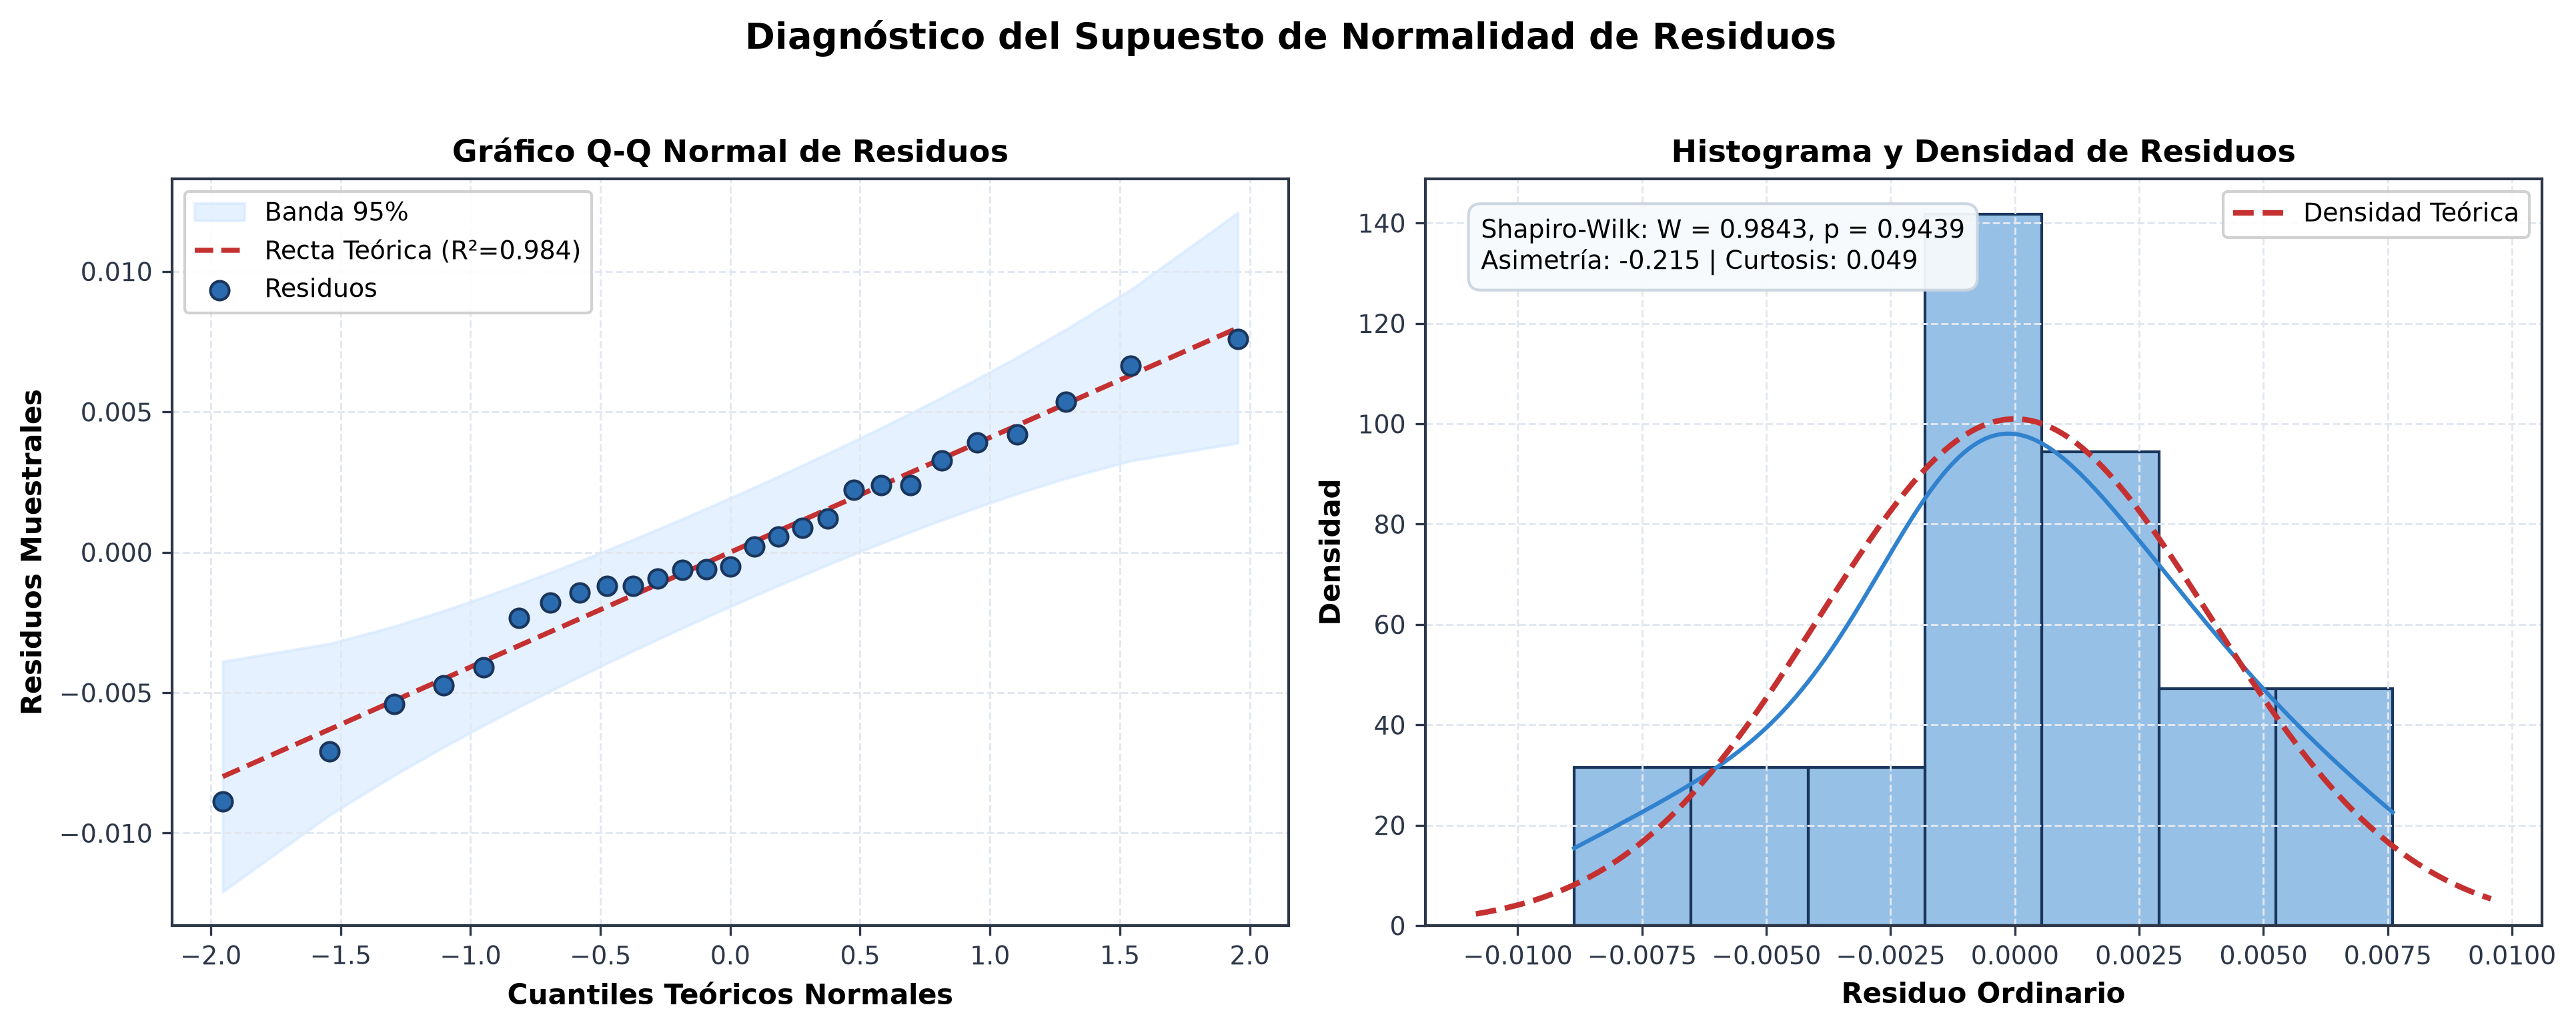 Diagnóstico del Supuesto de Normalidad de Residuos
Gráfico Q-Q Normal de Residuos
Banda 95%
Recta Teórica (R²=0.984)
Residuos
Residuos Muestrales
0.010
0.005
0.000
−0.005
−0.010
−2.0 −1.5 −1.0 −0.5 0.0 0.5 1.0 1.5 2.0
Cuantiles Teóricos Normales
Histograma y Densidad de Residuos
Shapiro-Wilk: W = 0.9843, p = 0.9439
Asimetría: -0.215 | Curtosis: 0.049
Densidad Teórica
Densidad
140
120
100
80
60
40
20
0
−0.0100 −0.0075 −0.0050 −0.0025 0.0000 0.0025 0.0050 0.0075 0.0100
Residuo Ordinario